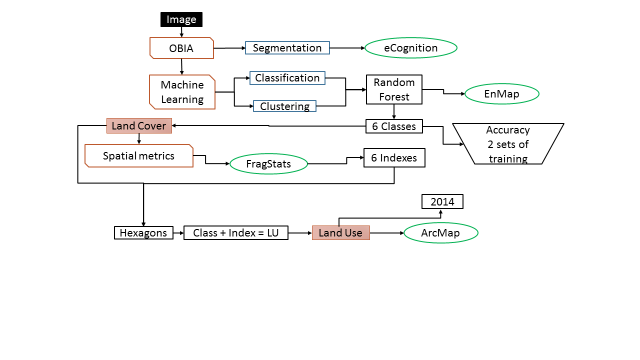 Image
OBIA
Segmentation
eCognition
Machine
Learning
Classification
Clustering
Random
Forest
EnMap
Land Cover
6 Classes
Accuracy
2 sets of
training
Spatial metrics
FragStats
6 Indexes
2014
Hexagons
Class + Index = LU
Land Use
ArcMap